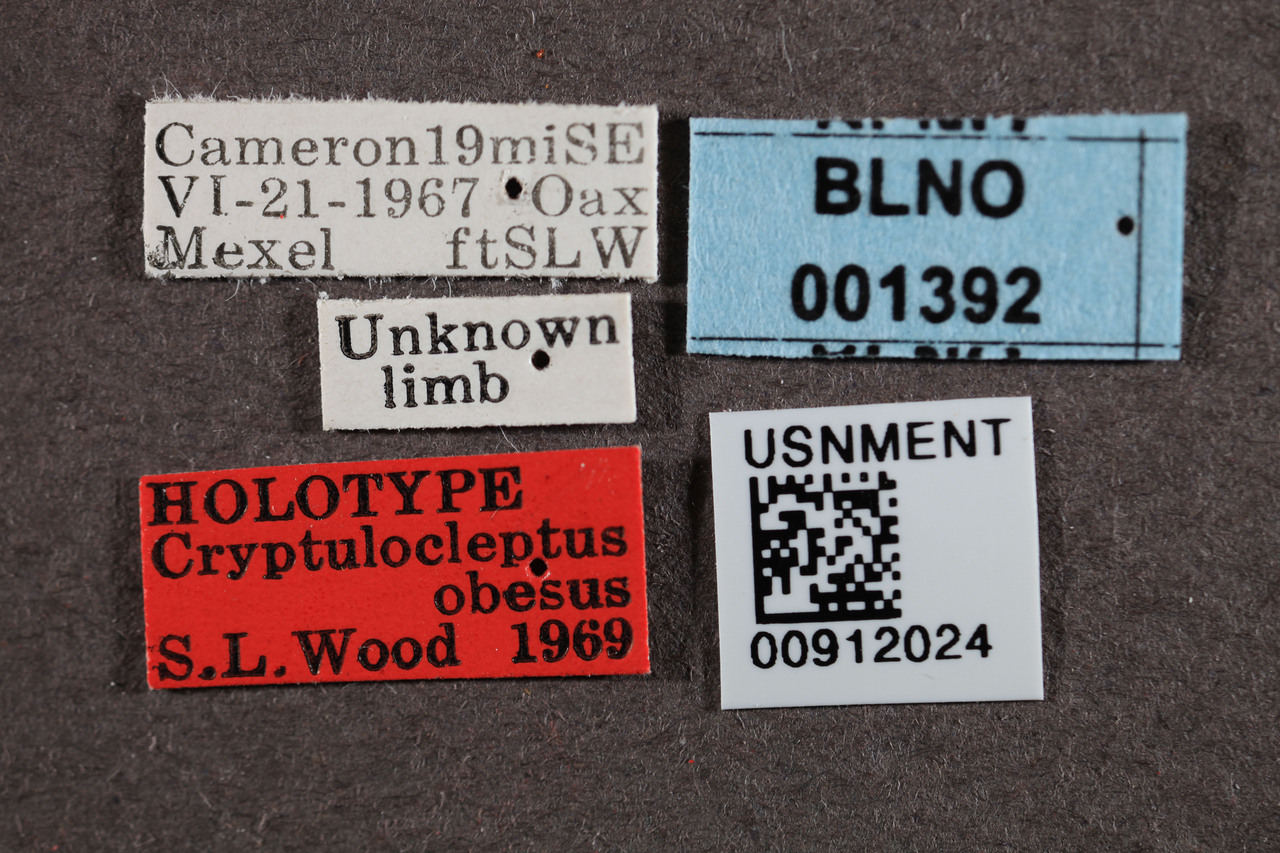 Cameron19miSE
VI-21-1967 Oax
Mexel ftSLW
Unknown
limb
HOLOTYPE
Cryptulocleptus
obesus
S.L.Wood 1969
BLNO
001392
USNMENT
00912024